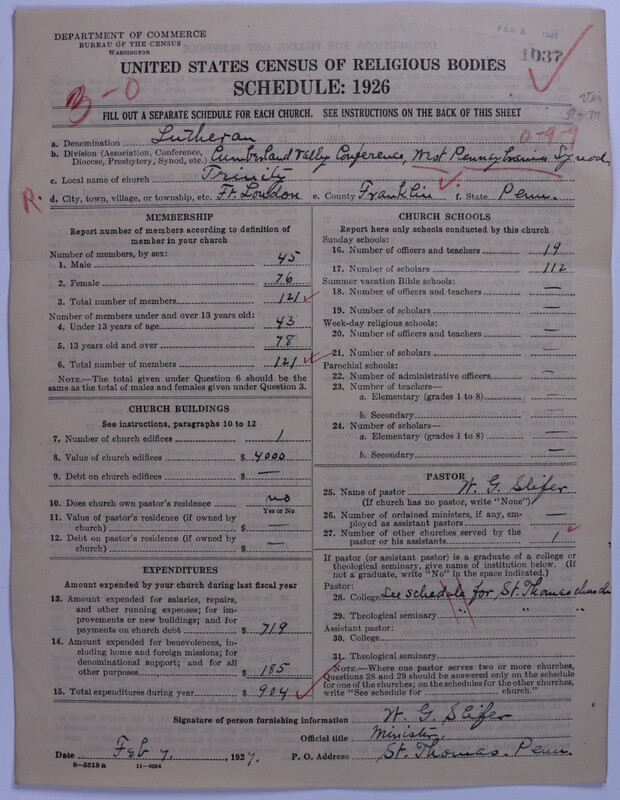 DEPARTMENT OF COMMERCE
BUREAU OF THE CENSUS
WASHINGTON
1037
UNITED STATES CENSUS OF RELIGIOUS BODIES
SCHEDULE: 1926
B-0
FILL OUT A SEPARATE SCHEDULE FOR EACH CHURCH. SEE INSTRUCTIONS ON THE BACK OF THIS SHEET
0-9-9
a. Denomination Lutheran
b. Division (Association, Conference, Diocese, Presbytery, Synod, etc.) Cumberland Vally Conference, West Pennsylvania Synod
c. Local name of church Trinity
R.
d. City, town, village, or township, etc. Ft. Loudon e. County Franklin f. State Penn.
MEMBERSHIP
Report number of members according to definition of
member in your church
Number of members, by sex:
1. Male 45
2. Female 76
3. Total number of members 121
Number of members under and over 13 years old:
4. Under 13 years of age 43
5. 13 years old and over 78
6. Total number of members 121
NOTE.—The total given under Question 6 should be the
same as the total of males and females given under Question 3.
CHURCH BUILDINGS
See instructions, paragraphs 10 to 12
7. Number of church edifices 1
8. Value of church edifices $ 4000
9. Debt on church edifices $ —
10. Does church own pastor's residence no
Yes or No
11. Value of pastor's residence (if owned by
church) $ —
12. Debt on pastor's residence (if owned by
church) $ —
EXPENDITURES
Amount expended by your church during last fiscal year
13. Amount expended for salaries, repairs,
and other running expenses; for im-
provements or new buildings; and for
payments on church debt $ 719
14. Amount expended for benevolences, in-
cluding home and foreign missions; for
denominational support; and for all
other purposes $ 185
15. Total expenditures during year $ 904
CHURCH SCHOOLS
Report here only schools conducted by this church
Sunday schools:
16. Number of officers and teachers 19
17. Number of scholars 112
Summer vacation Bible schools:
18. Number of officers and teachers —
19. Number of scholars —
Week-day religious schools:
20. Number of officers and teachers —
21. Number of scholars —
Parochial schools:
22. Number of administrative officers —
23. Number of teachers—
a. Elementary (grades 1 to 8) —
b. Secondary —
24. Number of scholars—
a. Elementary (grades 1 to 8) —
b. Secondary —
PASTOR
25. Name of pastor W. G. Slifer
(If church has no pastor, write "None")
26. Number of ordained ministers, if any, em-
ployed as assistant pastors —
27. Number of other churches served by the
pastor or his assistants 1
If pastor (or assistant pastor) is a graduate of a college or
theological seminary, give name of institution below. (If
not a graduate, write "No" in the space indicated.)
Pastor:
28. College See schedule for St. Thomas church
29. Theological seminary " " "
Assistant pastor:
30. College
31. Theological seminary
NOTE.—Where one pastor serves two or more churches,
Questions 28 and 29 should be answered only on the schedule
for one of the churches; on the schedules for the other churches,
write "See schedule for church."
Signature of person furnishing information W. G. Slifer
Official title Minister
Date Feb 7, 1927. P. O. Address St. Thomas. Penn.
8-5518a 11-9084